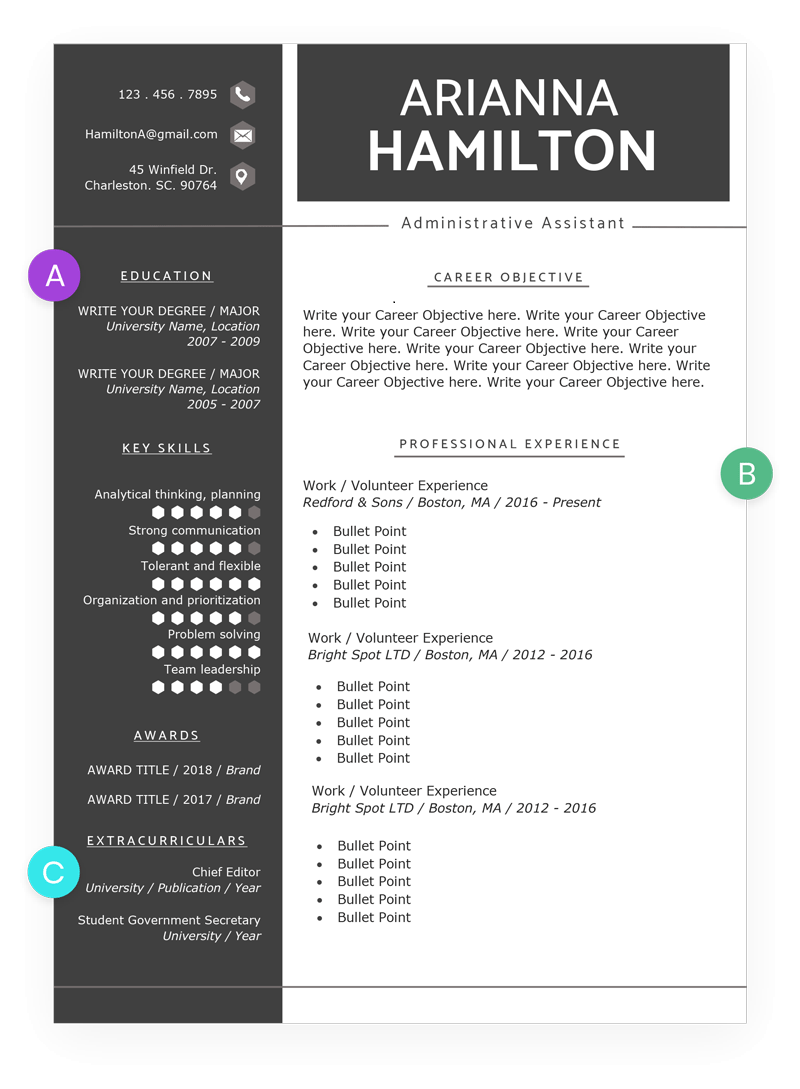 123 . 456 . 7895
HamiltonA@gmail.com
45 Winfield Dr.
Charleston. SC. 90764
ARIANNA
HAMILTON
Administrative Assistant
A
EDUCATION
WRITE YOUR DEGREE / MAJOR
University Name, Location
2007 - 2009
WRITE YOUR DEGREE / MAJOR
University Name, Location
2005 - 2007
KEY SKILLS
Analytical thinking, planning
Strong communication
Tolerant and flexible
Organization and prioritization
Problem solving
Team leadership
AWARDS
AWARD TITLE / 2018 / Brand
AWARD TITLE / 2017 / Brand
EXTRACURRICULARS
C
Chief Editor
University / Publication / Year
Student Government Secretary
University / Year
CAREER OBJECTIVE
.
Write your Career Objective here. Write your Career Objective
here. Write your Career Objective here. Write your Career
Objective here. Write your Career Objective here. Write your
Career Objective here. Write your Career Objective here. Write
your Career Objective here. Write your Career Objective here.
PROFESSIONAL EXPERIENCE
B
Work / Volunteer Experience
Redford & Sons / Boston, MA / 2016 - Present
• Bullet Point
• Bullet Point
• Bullet Point
• Bullet Point
• Bullet Point
Work / Volunteer Experience
Bright Spot LTD / Boston, MA / 2012 - 2016
• Bullet Point
• Bullet Point
• Bullet Point
• Bullet Point
• Bullet Point
Work / Volunteer Experience
Bright Spot LTD / Boston, MA / 2012 - 2016
• Bullet Point
• Bullet Point
• Bullet Point
• Bullet Point
• Bullet Point